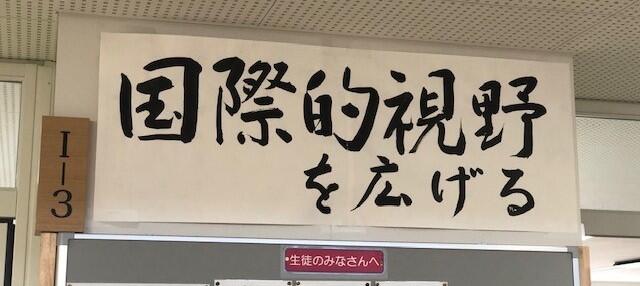 国際的視野
を広げる
I-3
•生徒のみなさんへ